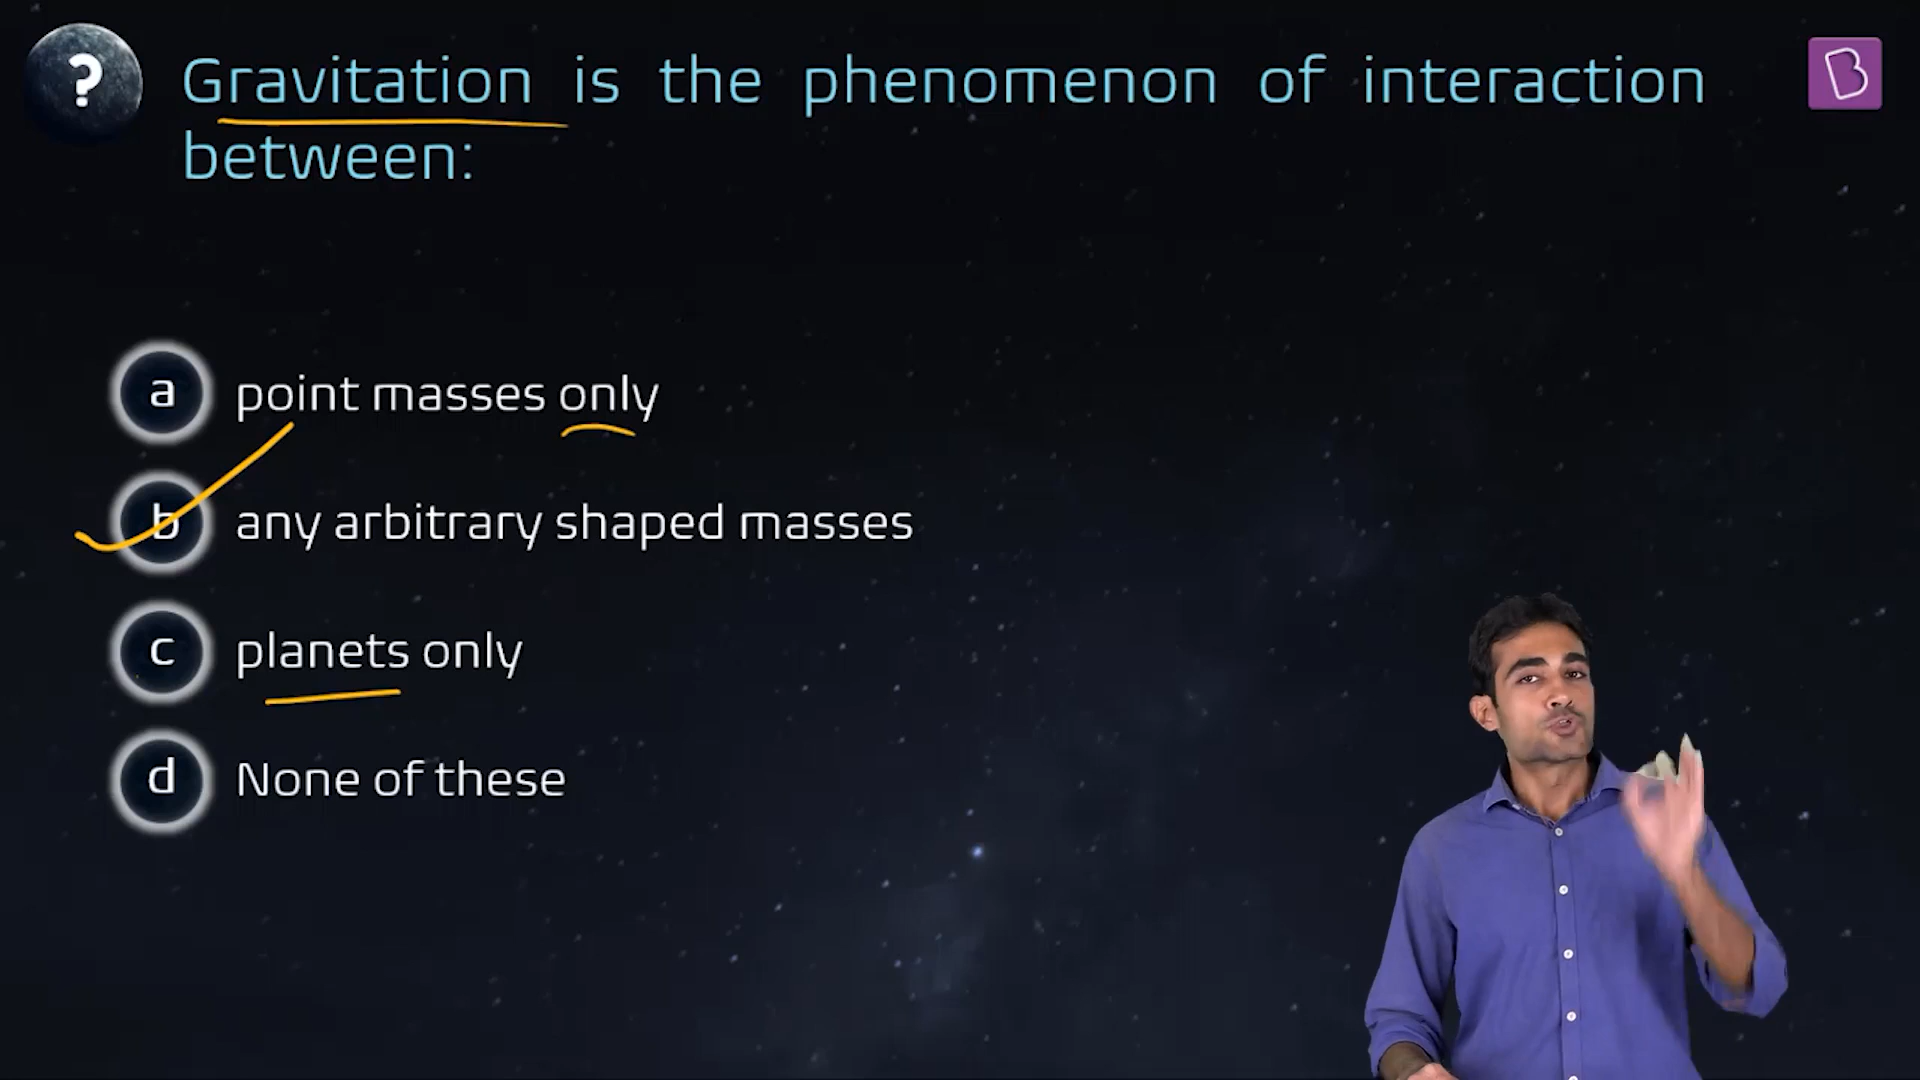 ?
Gravitation is the phenomenon of interaction
between:
B
a point masses only
b any arbitrary shaped masses
c planets only
d None of these